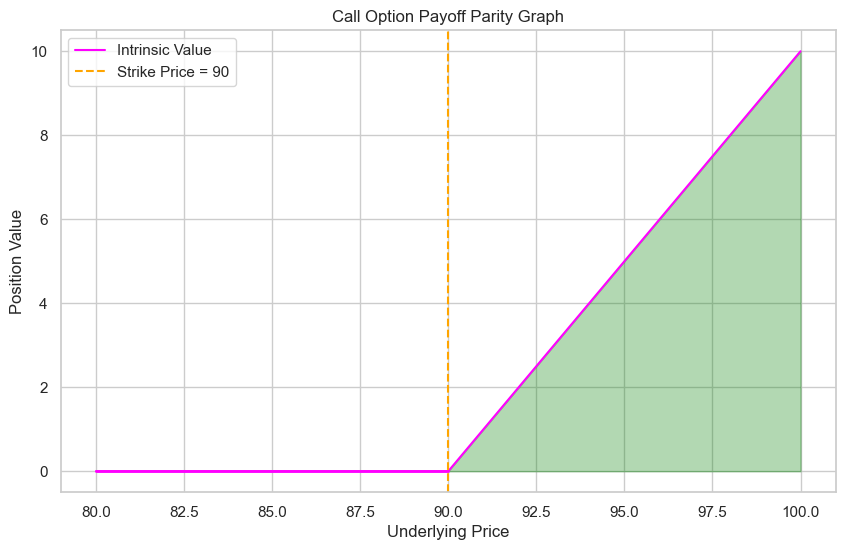 Call Option Payoff Parity Graph
Intrinsic Value
Strike Price = 90
Position Value
10
8
6
4
2
0
80.0 82.5 85.0 87.5 90.0 92.5 95.0 97.5 100.0
Underlying Price